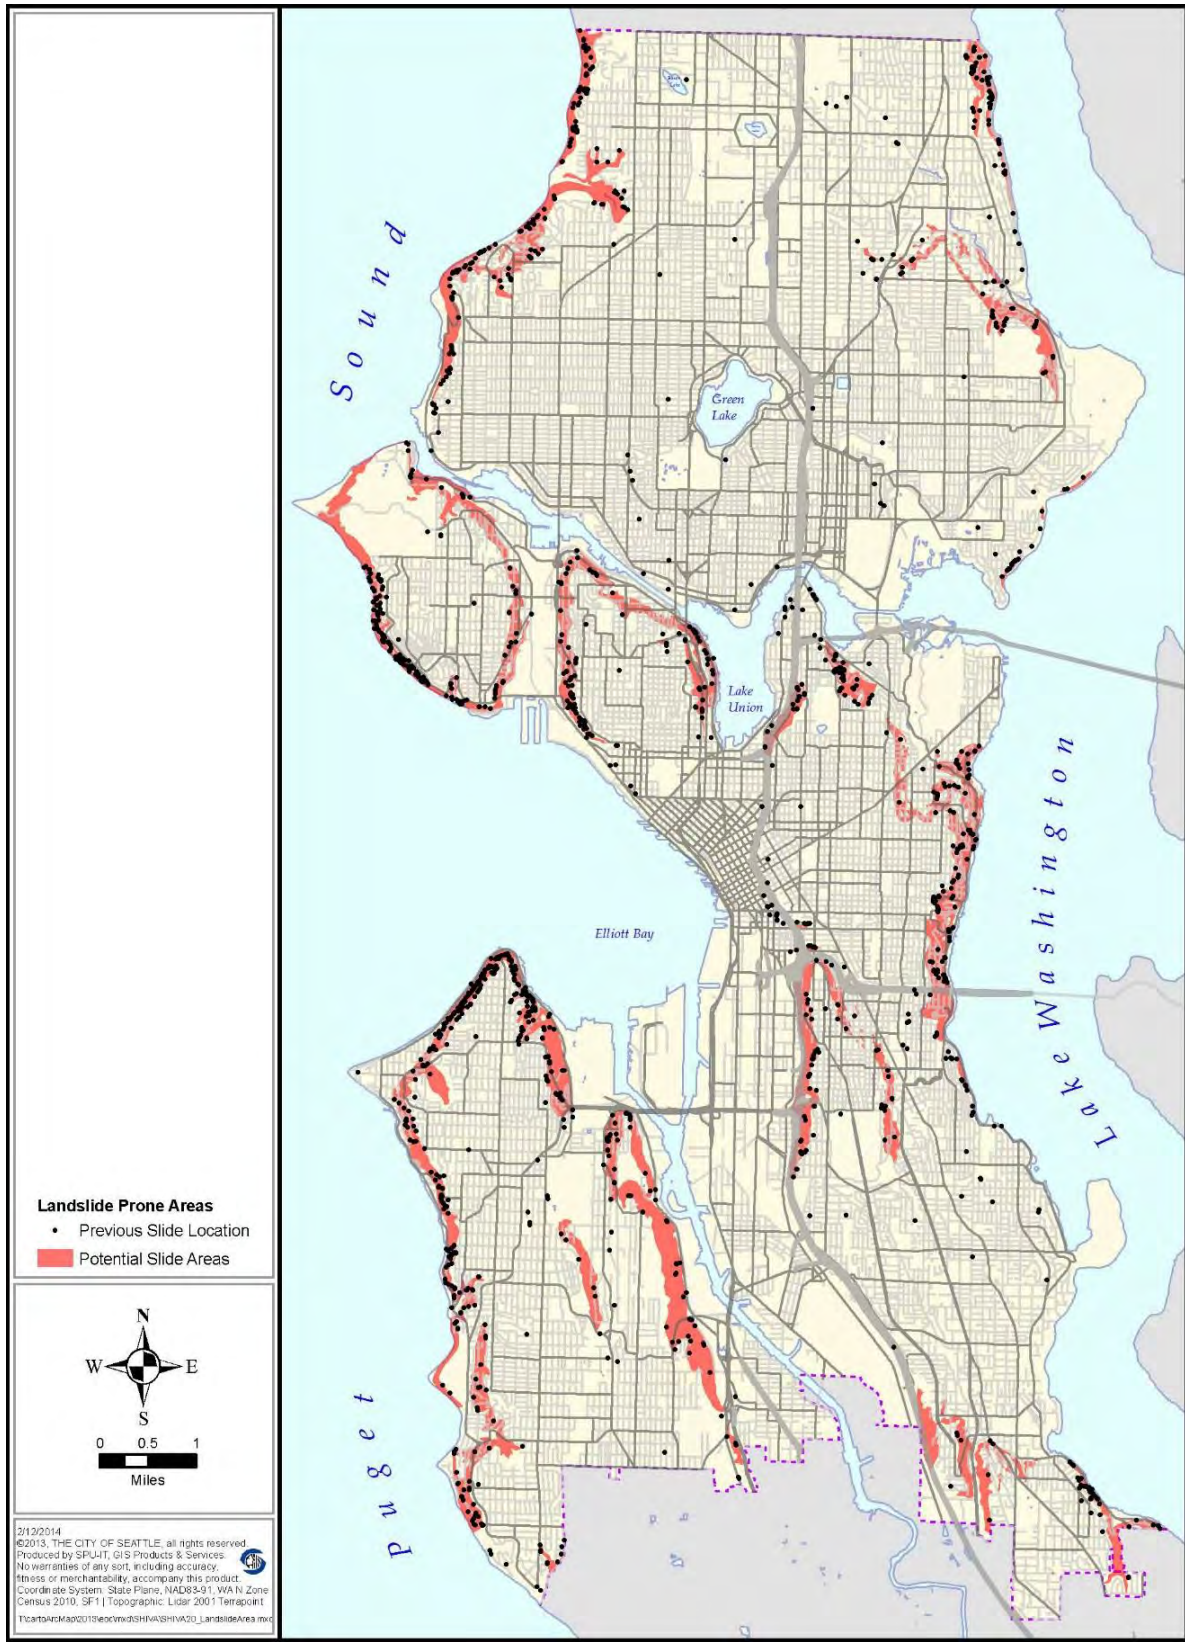 Sound
Green
Lake
Lake
Union
Lake Washington
Elliott Bay
Puget
Landslide Prone Areas
Previous Slide Location
Potential Slide Areas
N
W E
S
0 0.5 1
Miles
2/12/2014
©2013, THE CITY OF SEATTLE, all rights reserved.
Produced by SPU-IT, GIS Products & Services.
No warranties of any sort, including accuracy,
fitness or merchantability, accompany this product.
Coordinate System: State Plane, NAD83-91, WA N Zone
Census 2010, SF1 | Topographic: Lidar 2001 Terrapoint